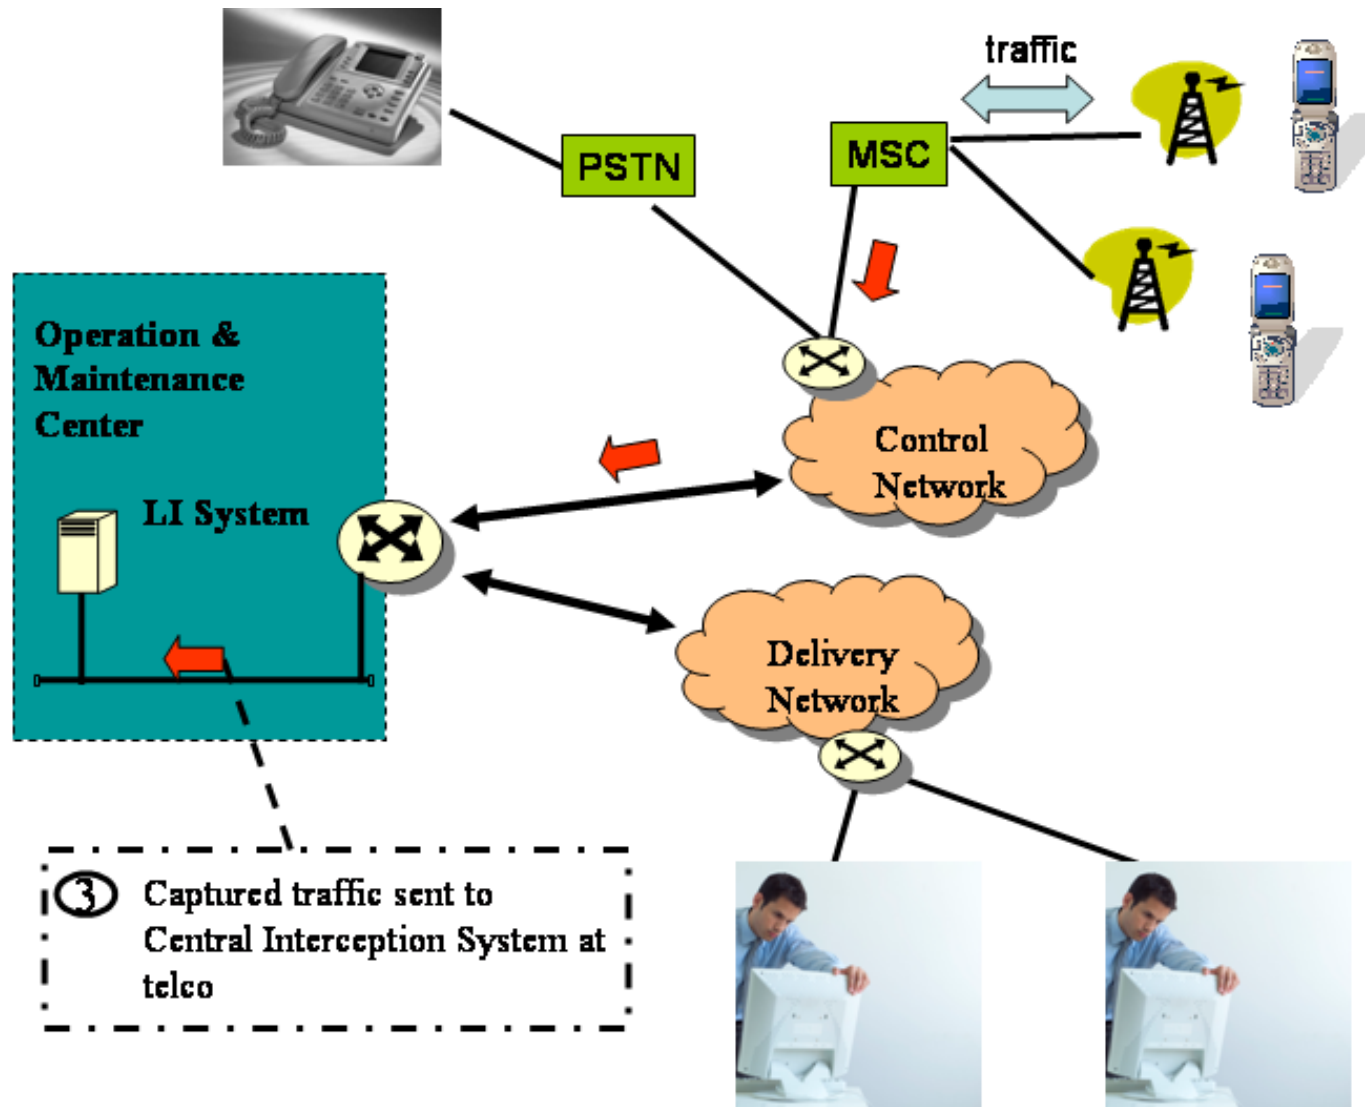 traffic
PSTN
MSC
Operation &
Maintenance
Center
LI System
Control
Network
Delivery
Network
3 Captured traffic sent to
Central Interception System at
telco